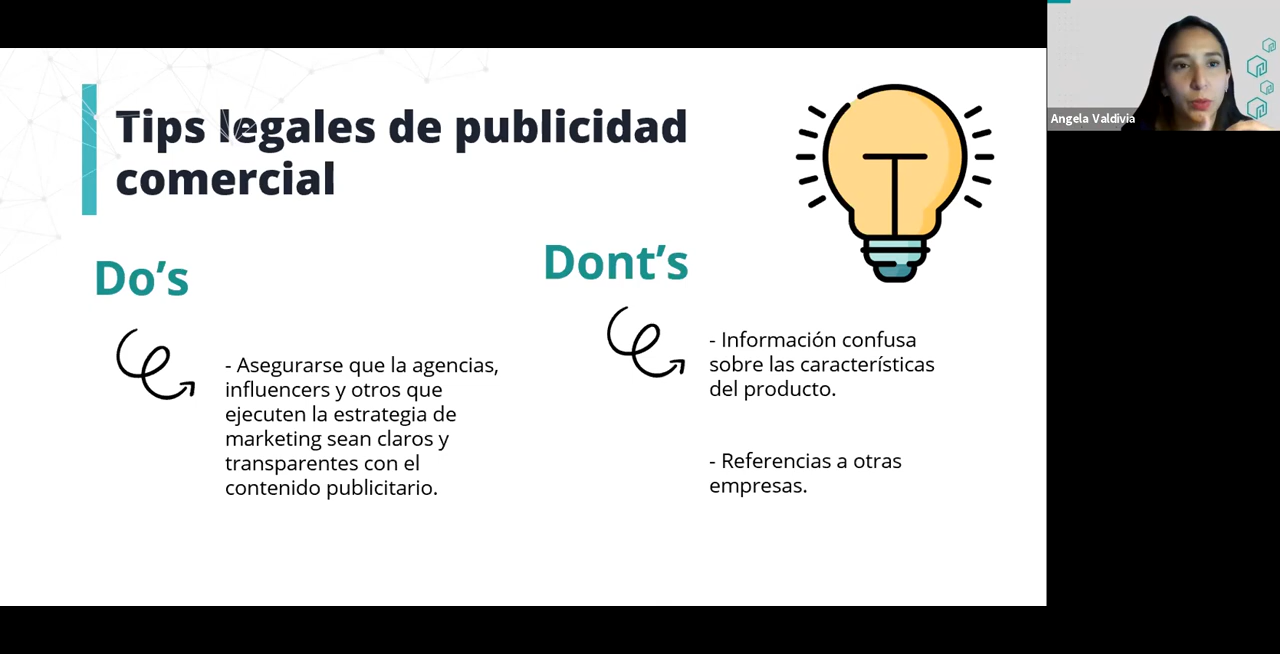 Tips legales de publicidad
comercial
Do's
- Asegurarse que la agencias,
influencers y otros que
ejecuten la estrategia de
marketing sean claros y
transparentes con el
contenido publicitario.
Dont’s
- Información confusa
sobre las características
del producto.
- Referencias a otras
empresas.
Angela Valdivia